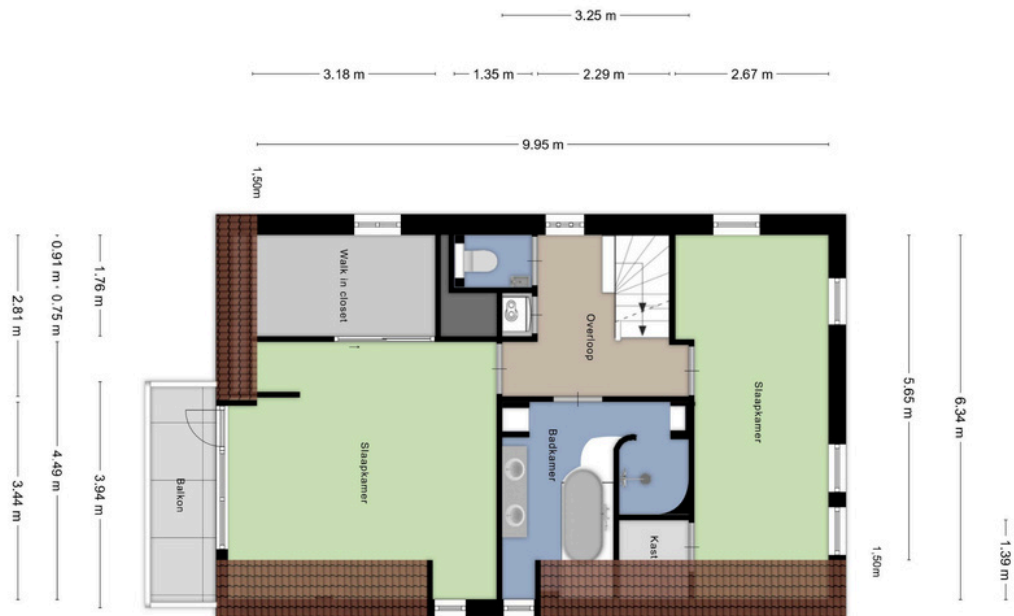 3.25 m
3.18 m
1.35 m
2.29 m
2.67 m
9.95 m
1,50m
0.91 m
0.75 m
1.76 m
2.81 m
4.49 m
3.94 m
3.44 m
Walk in closet
Overloop
Slaapkamer
Slaapkamer
Badkamer
Balkon
Kast
5.65 m
6.34 m
1,50m
1.39 m